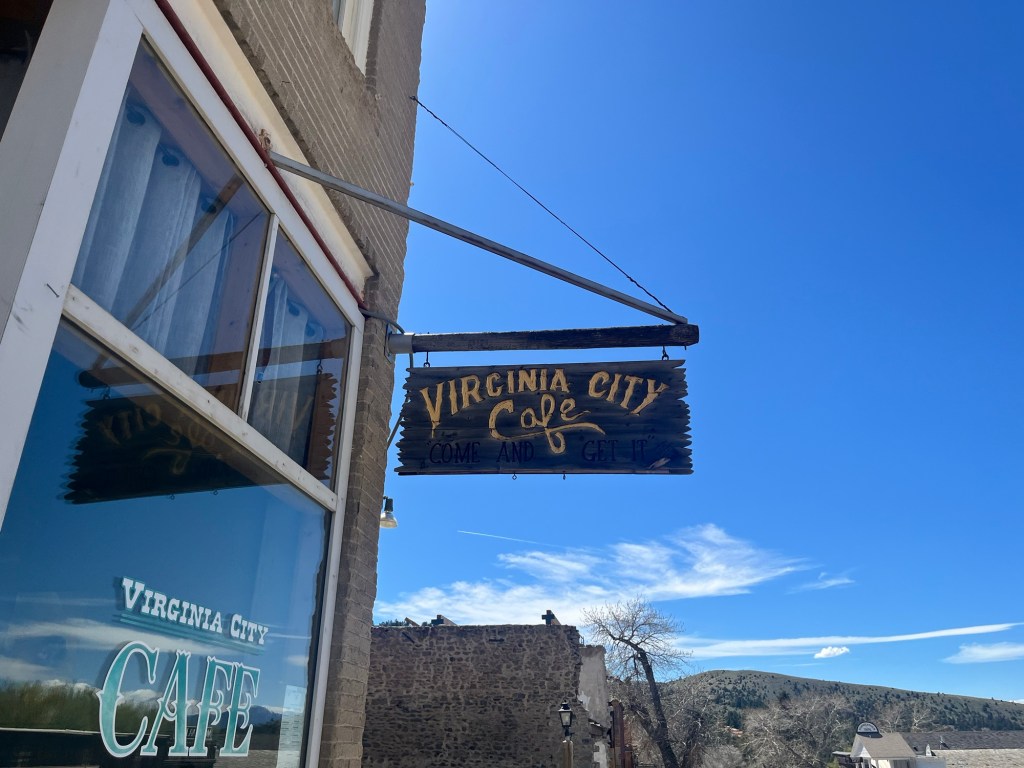 VIRGINIA CITY
Cafe
"COME AND "GET IT"
VIRGINIA CITY
CAFE